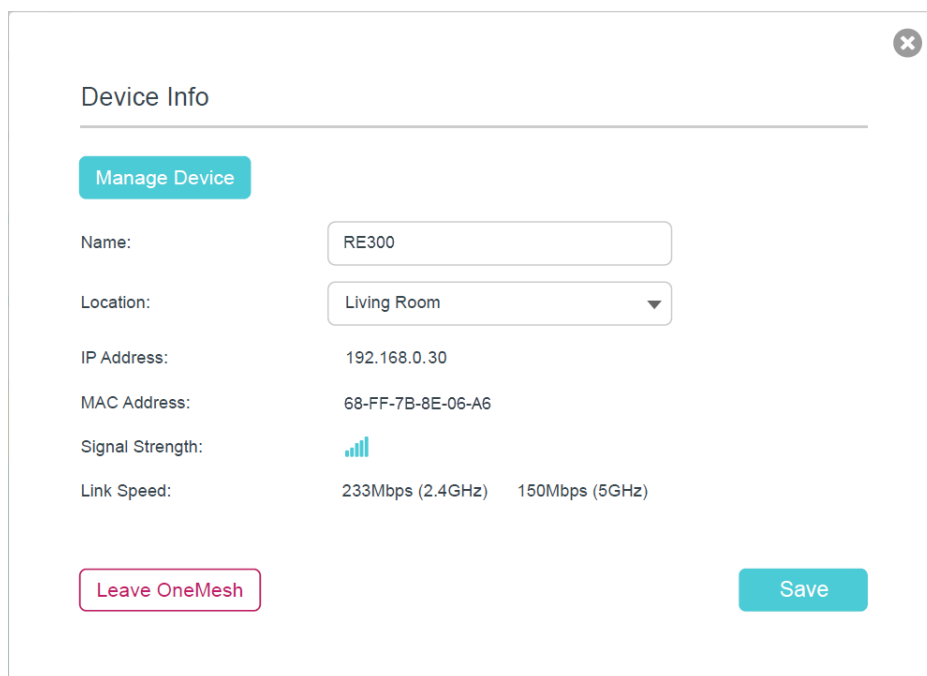 Device Info
Manage Device
Name: RE300
Location: Living Room
IP Address: 192.168.0.30
MAC Address: 68-FF-7B-8E-06-A6
Signal Strength:
Link Speed: 233Mbps (2.4GHz) 150Mbps (5GHz)
Leave OneMesh Save